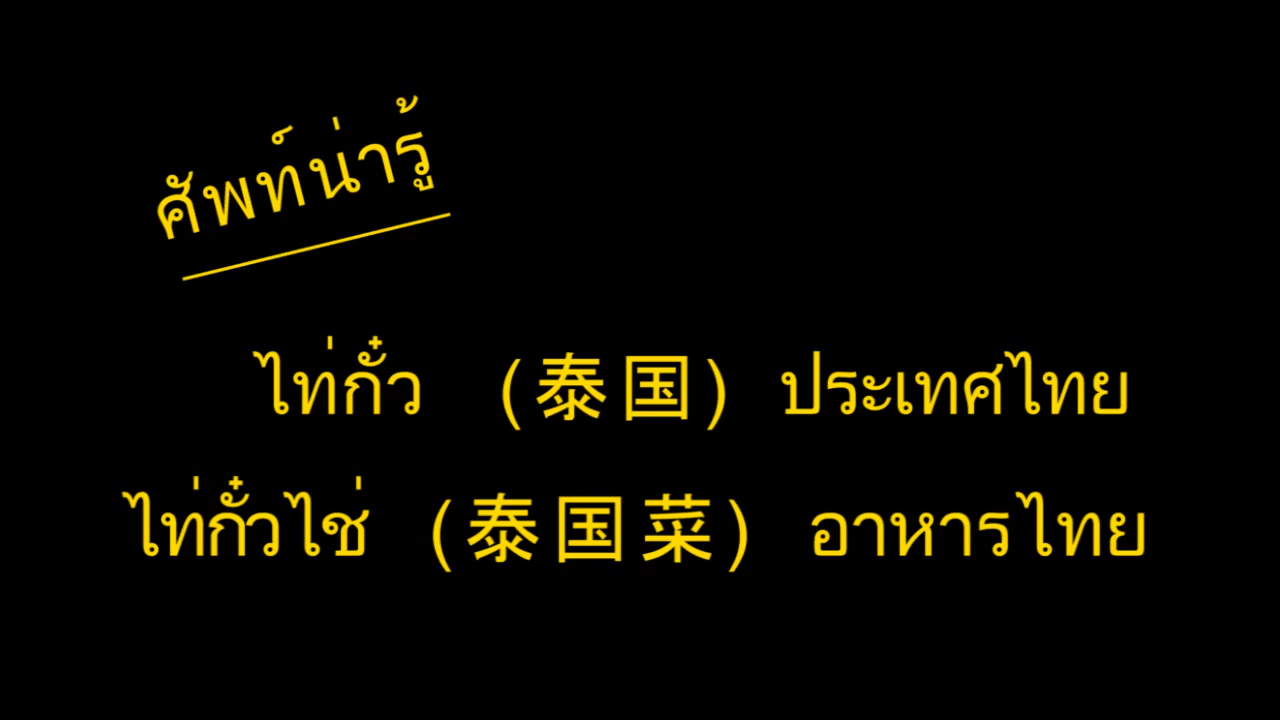 ศัพท์น่ารู้
ไท่กั๋ว (泰国) ประเทศไทย
ไท่กั๋วไช่ (泰国菜) อาหารไทย